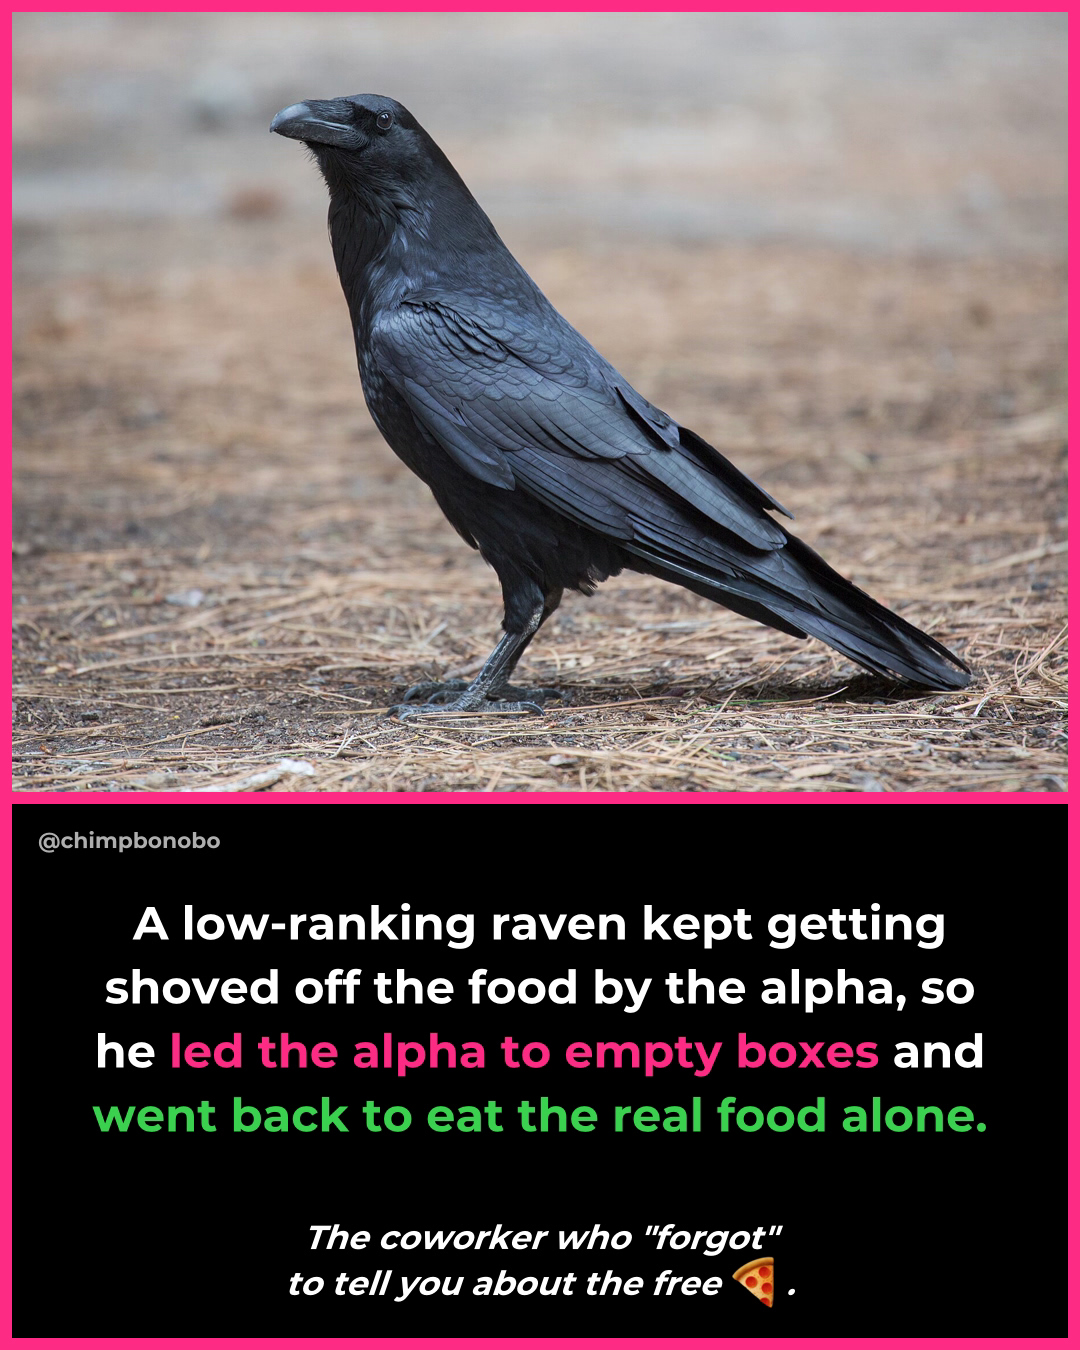 @chimpbonobo
A low-ranking raven kept getting
shoved off the food by the alpha, so
he led the alpha to empty boxes and
went back to eat the real food alone.
The coworker who "forgot"
to tell you about the free 🍕 .